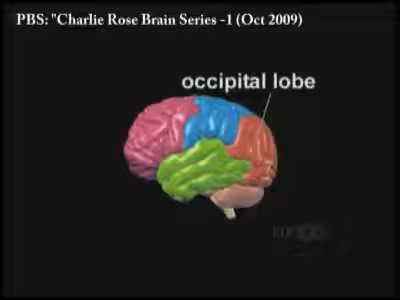 PBS: "Charlie Rose Brain Series -1 (Oct 2009)
occipital lobe